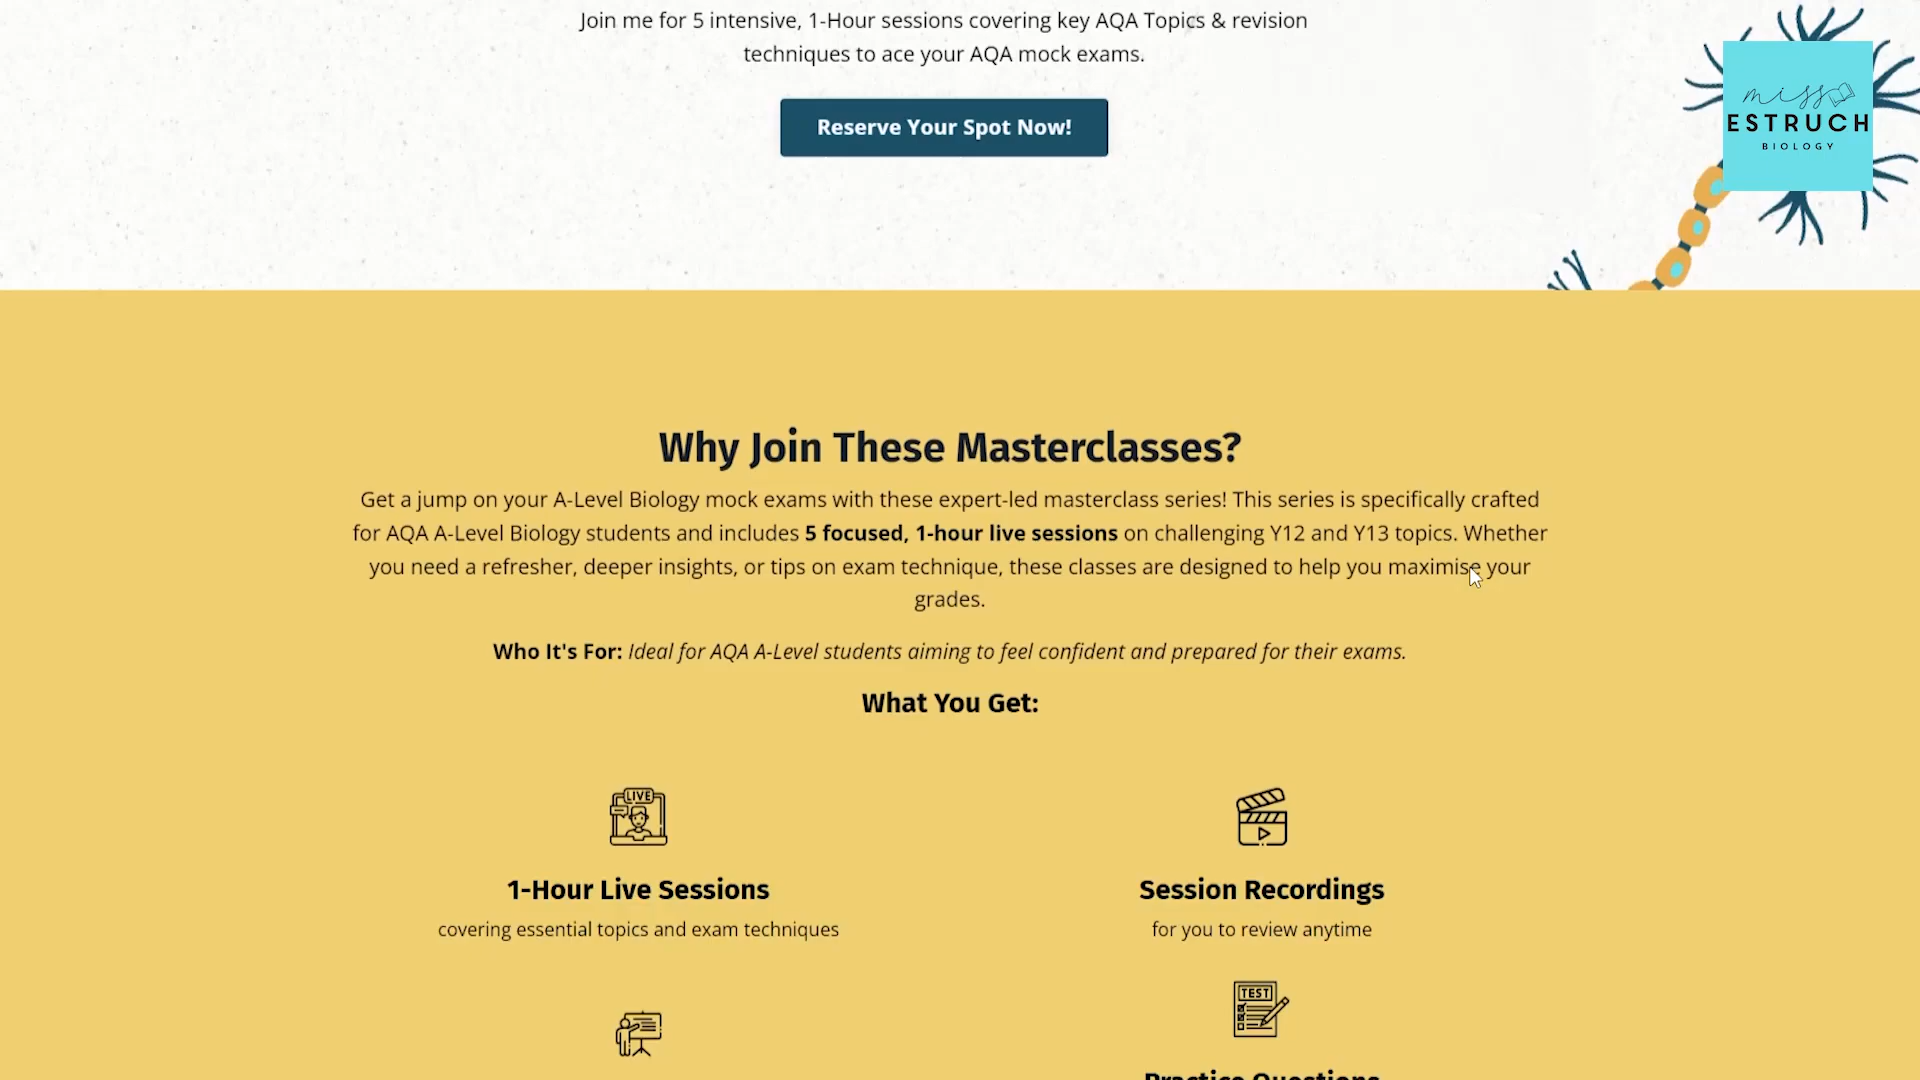 Join me for 5 intensive, 1-Hour sessions covering key AQA Topics & revision
techniques to ace your AQA mock exams.
Reserve Your Spot Now!
miss
ESTRUCH
BIOLOGY
Why Join These Masterclasses?
Get a jump on your A-Level Biology mock exams with these expert-led masterclass series! This series is specifically crafted
for AQA A-Level Biology students and includes 5 focused, 1-hour live sessions on challenging Y12 and Y13 topics. Whether
you need a refresher, deeper insights, or tips on exam technique, these classes are designed to help you maximise your
grades.
Who It's For: Ideal for AQA A-Level students aiming to feel confident and prepared for their exams.
What You Get:
LIVE
1-Hour Live Sessions
covering essential topics and exam techniques
Session Recordings
for you to review anytime
TEST
Practice Questions